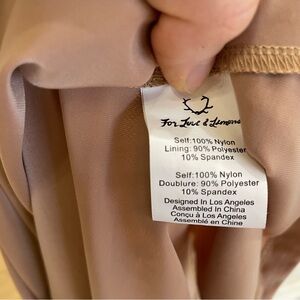 For Love & Lemons
Self:100% Nylon
Lining: 90% Polyester
10% Spandex
Self:100% Nylon
Doublure: 90% Polyester
10% Spandex
Designed In Los Angeles
Assembled In China
Conçu à Los Angeles
Assemblé en Chine